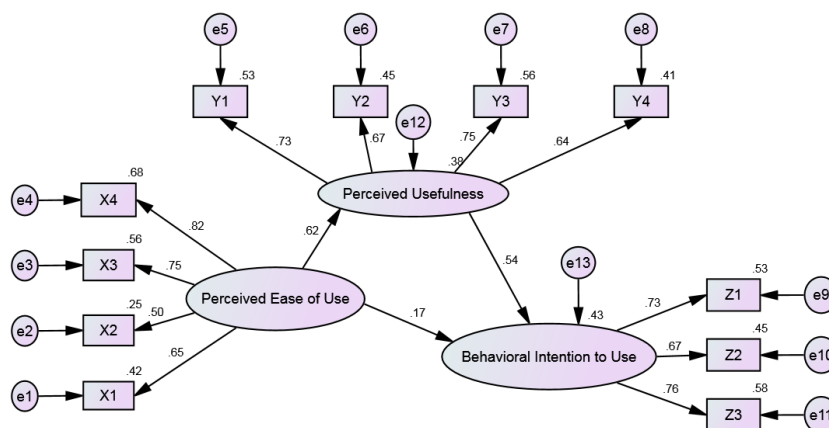 e5
e6
e7
e8
.53
.45
.56
.41
Y1
Y2
Y3
Y4
e12
.73
.67
.75
.64
.38
Perceived Usefulness
.68
e4
X4
.82
.62
.56
e3
X3
.75
.54
e13
Perceived Ease of Use
.25
.50
e2
X2
.17
.43
.53
Z1
e9
.73
.65
.42
e1
X1
Behavioral Intention to Use
.45
.67
Z2
e10
.76
.58
Z3
e11